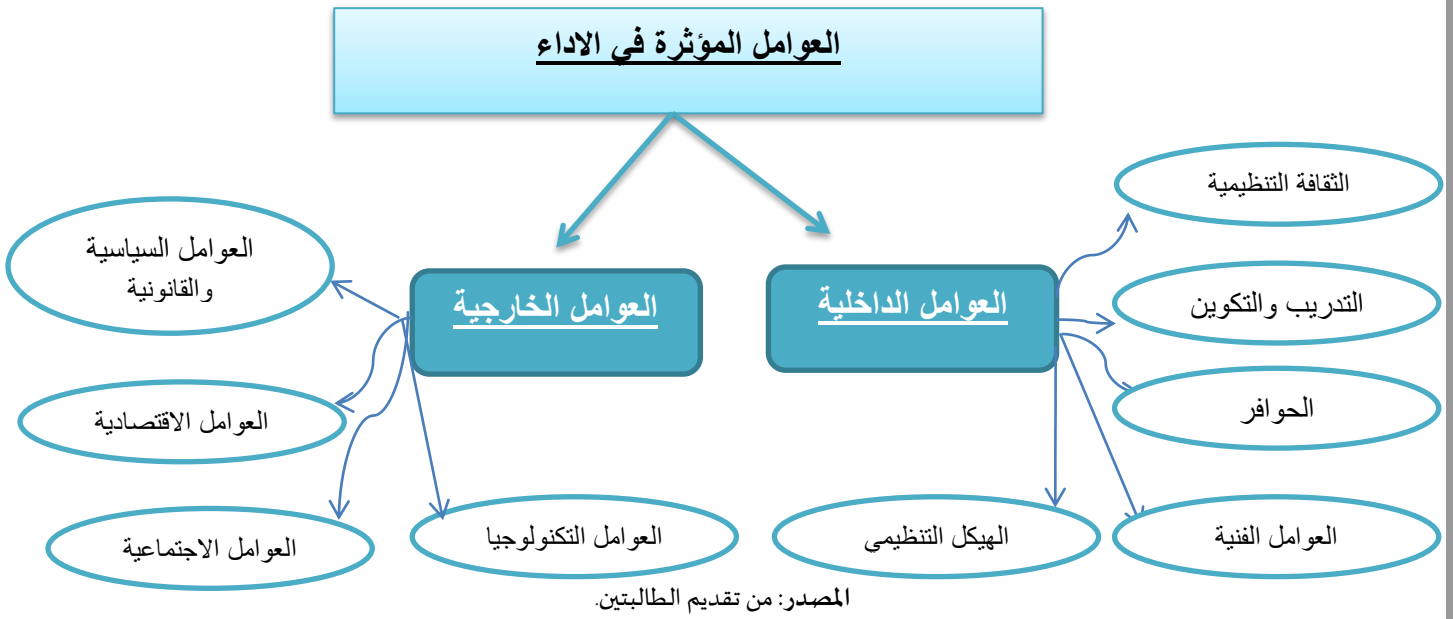 العوامل المؤثرة في الاداء
العوامل الداخلية
العوامل الخارجية
الثقافة التنظيمية
التدريب والتكوين
الحوافر
العوامل الفنية
الهيكل التنظيمي
العوامل السياسية
والقانونية
العوامل الاقتصادية
العوامل الاجتماعية
العوامل التكنولوجيا
المصدر: من تقديم الطالبتين.